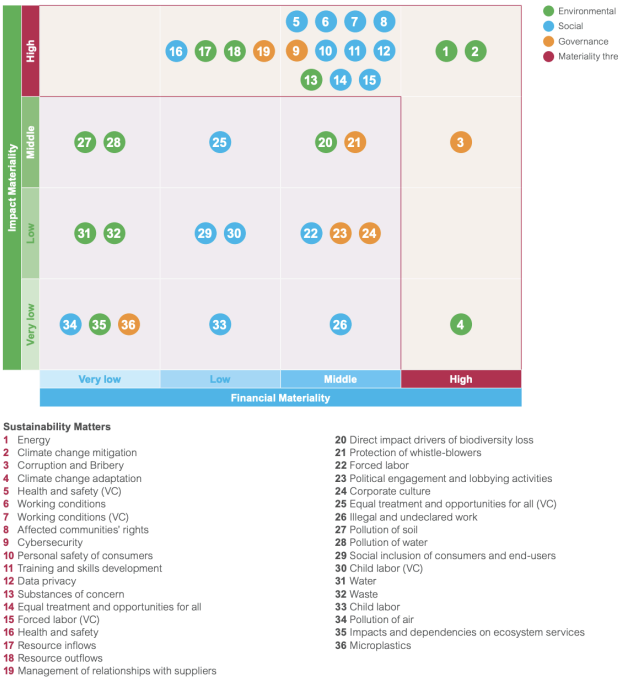 Environmental
Social
Governance
Materiality thre
Impact Materiality
High
5 6 7 8
16 17 18 19 9 10 11 12 1 2
13 14 15
Middle
27 28 25 20 21 3
Low
31 32 29 30 22 23 24
Very low
34 35 36 33 26 4
Very low Low Middle High
Financial Materiality
Sustainability Matters
1 Energy
2 Climate change mitigation
3 Corruption and Bribery
4 Climate change adaptation
5 Health and safety (VC)
6 Working conditions
7 Working conditions (VC)
8 Affected communities' rights
9 Cybersecurity
10 Personal safety of consumers
11 Training and skills development
12 Data privacy
13 Substances of concern
14 Equal treatment and opportunities for all
15 Forced labor (VC)
16 Health and safety
17 Resource inflows
18 Resource outflows
19 Management of relationships with suppliers
20 Direct impact drivers of biodiversity loss
21 Protection of whistle-blowers
22 Forced labor
23 Political engagement and lobbying activities
24 Corporate culture
25 Equal treatment and opportunities for all (VC)
26 Illegal and undeclared work
27 Pollution of soil
28 Pollution of water
29 Social inclusion of consumers and end-users
30 Child labor (VC)
31 Water
32 Waste
33 Child labor
34 Pollution of air
35 Impacts and dependencies on ecosystem services
36 Microplastics